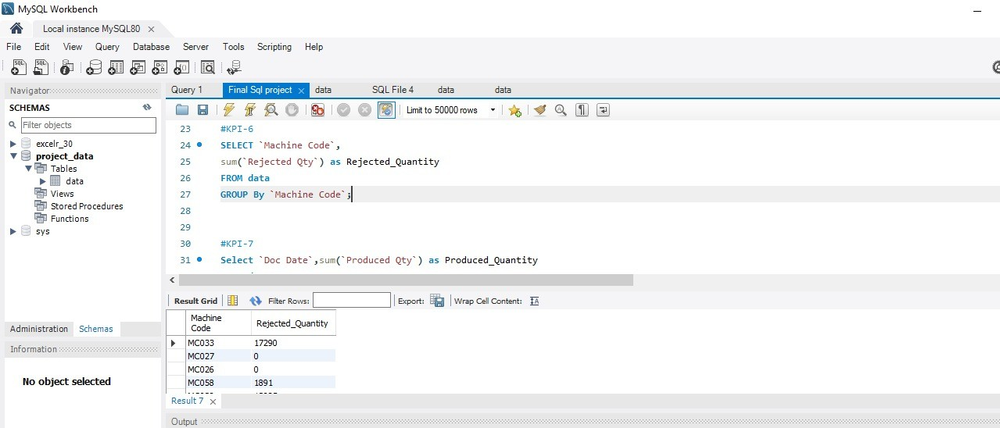 MySQL Workbench
Local instance MySQL80 ×
File Edit View Query Database Server Tools Scripting Help
Navigator
SCHEMAS
Filter objects
excelr_30
project_data
Tables
data
Views
Stored Procedures
Functions
sys
Administration Schemas
Information
No object selected
Query 1 Final Sql project × data SQL File 4 data data
Limit to 50000 rows
23 #KPI-6
24 SELECT `Machine Code`,
25 sum(`Rejected Qty`) as Rejected_Quantity
26 FROM data
27 GROUP By `Machine Code`;
28
29
30 #KPI-7
31 Select `Doc Date`,sum(`Produced Qty`) as Produced_Quantity
Result Grid Filter Rows: Export: Wrap Cell Content:
Machine
Code Rejected_Quantity
MC033 17290
MC027 0
MC026 0
MC058 1891
Result 7 ×
Output